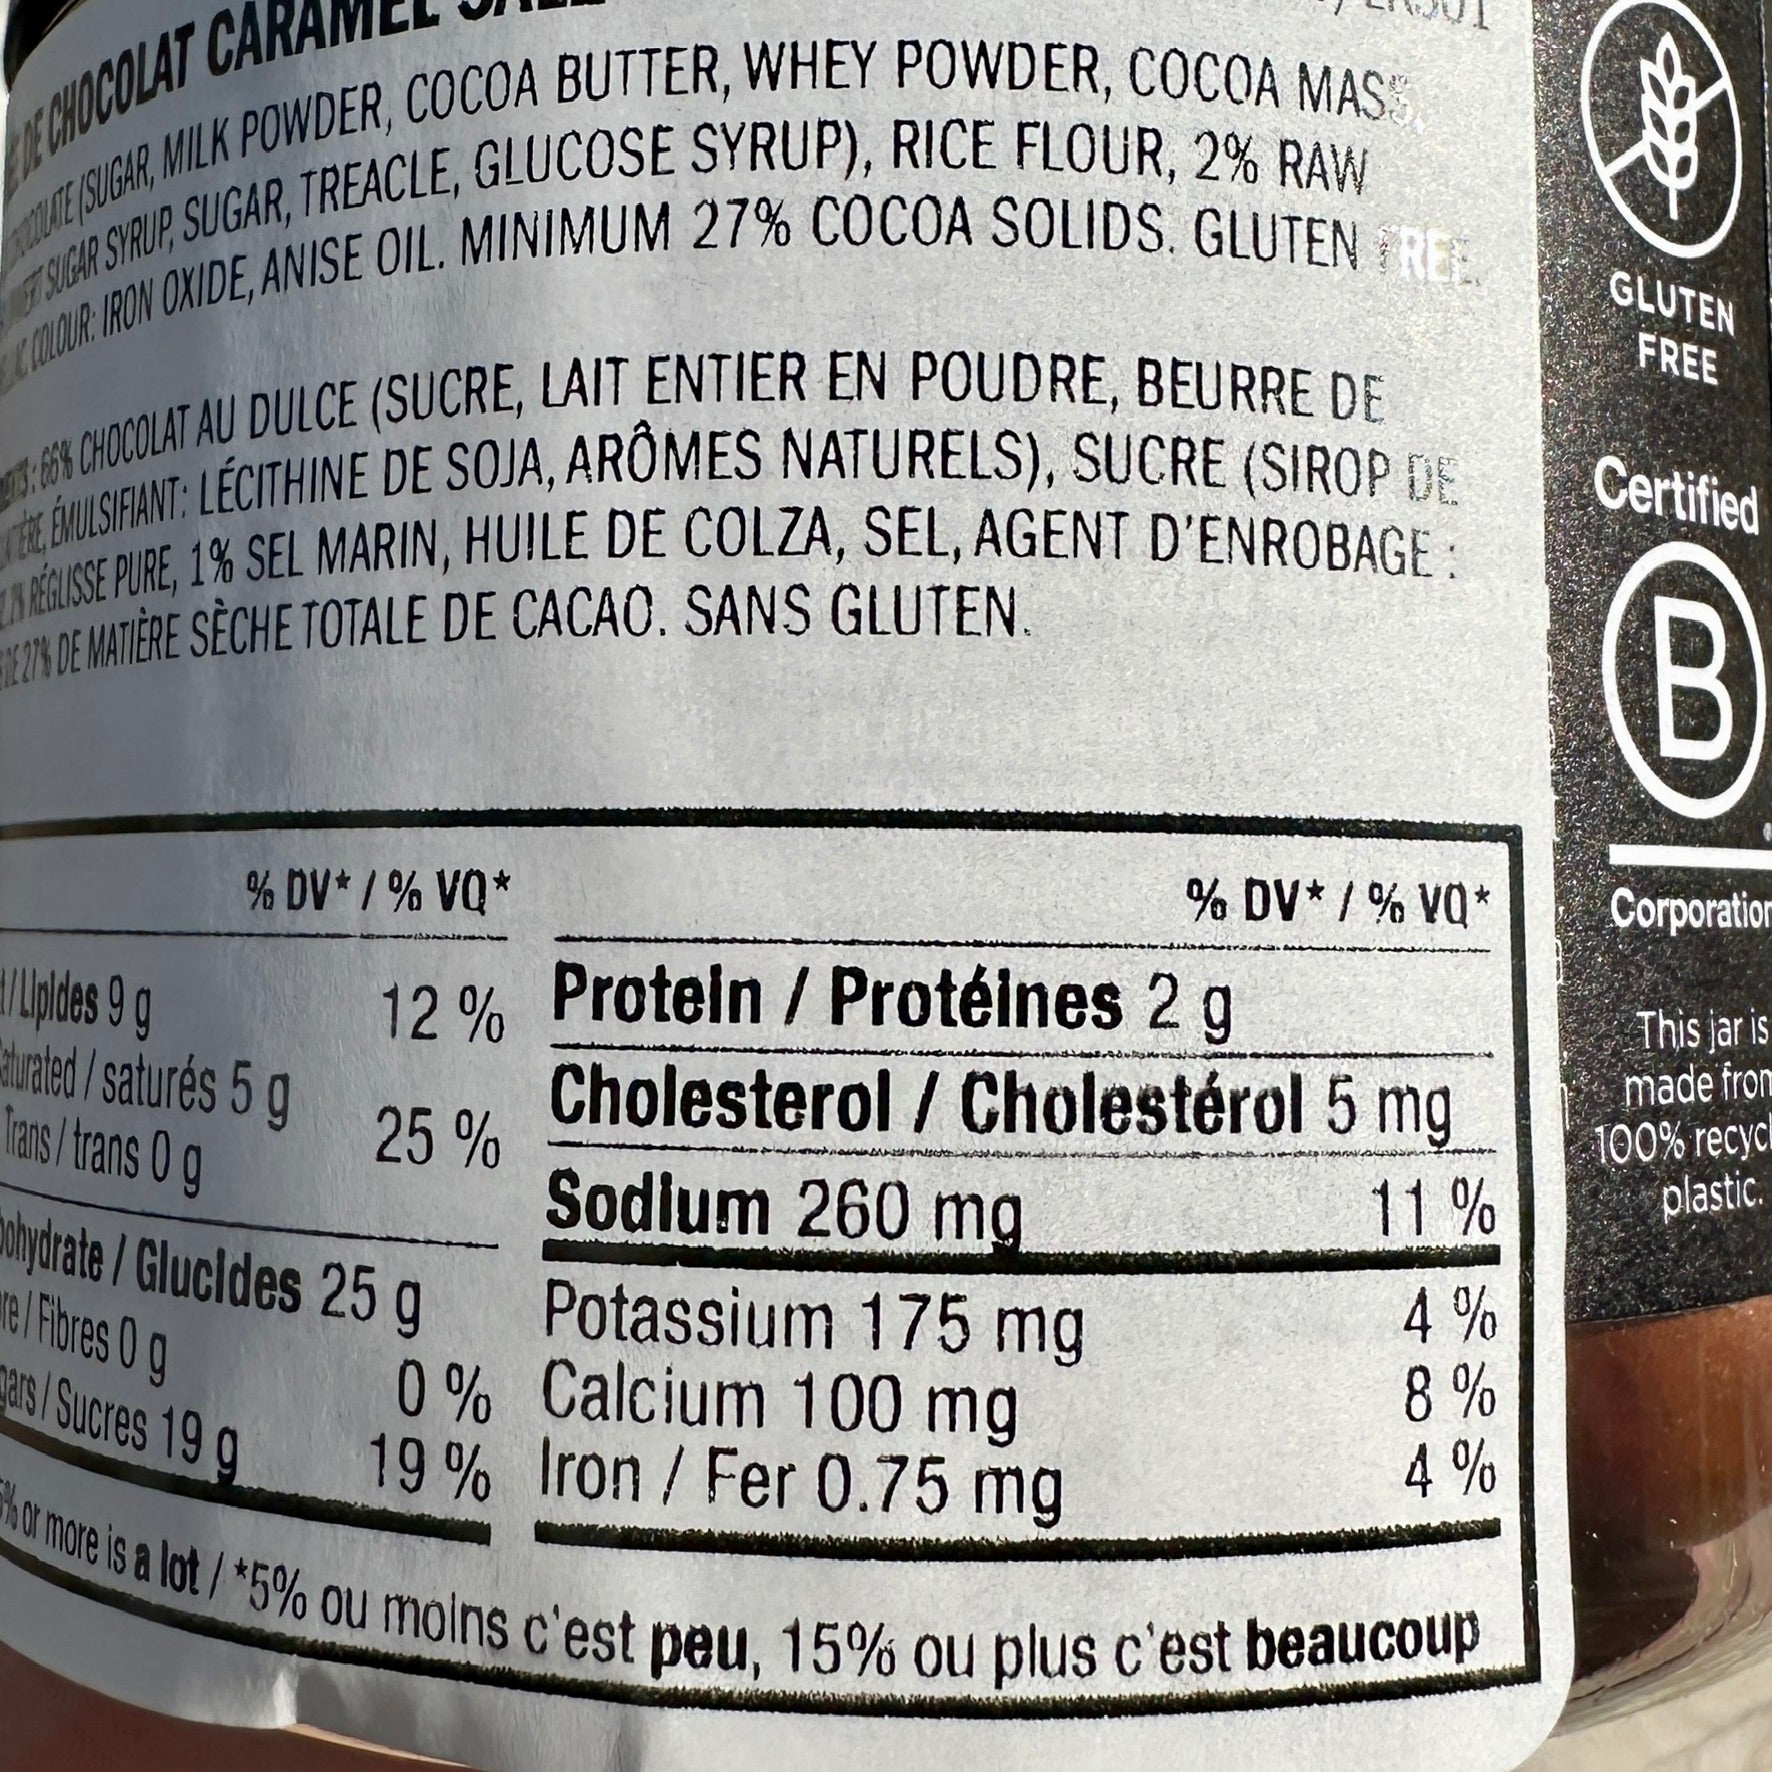 DE CHOCOLAT CARAMEL
(SUGAR, MILK POWDER, COCOA BUTTER, WHEY POWDER, COCOA MASS,
SUGAR SYRUP, SUGAR, TREACLE, GLUCOSE SYRUP), RICE FLOUR, 2% RAW
COLOUR: IRON OXIDE, ANISE OIL. MINIMUM 27% COCOA SOLIDS. GLUTEN FREE.
66% CHOCOLAT AU DULCE (SUCRE, LAIT ENTIER EN POUDRE, BEURRE DE
ÉMULSIFIANT: LÉCITHINE DE SOJA, ARÔMES NATURELS), SUCRE (SIROP DE
RÉGLISSE PURE, 1% SEL MARIN, HUILE DE COLZA, SEL, AGENT D'ENROBAGE :
DE 27% DE MATIÈRE SÈCHE TOTALE DE CACAO. SANS GLUTEN.
% DV* / % VQ*
/ Lipides 9 g 12 %
saturated / saturés 5 g
Trans / trans 0 g 25 %
/ Glucides 25 g
/ Fibres 0 g 0 %
/ Sucres 19 g 19 %
% DV* / % VQ*
Protein / Protéines 2 g
Cholesterol / Cholestérol 5 mg
Sodium 260 mg 11 %
Potassium 175 mg 4 %
Calcium 100 mg 8 %
Iron / Fer 0.75 mg 4 %
or more is a lot / *5% ou moins c'est peu, 15% ou plus c'est beaucoup
GLUTEN
FREE
Certified
B
Corporation
This jar is
made from
100% recycl
plastic.